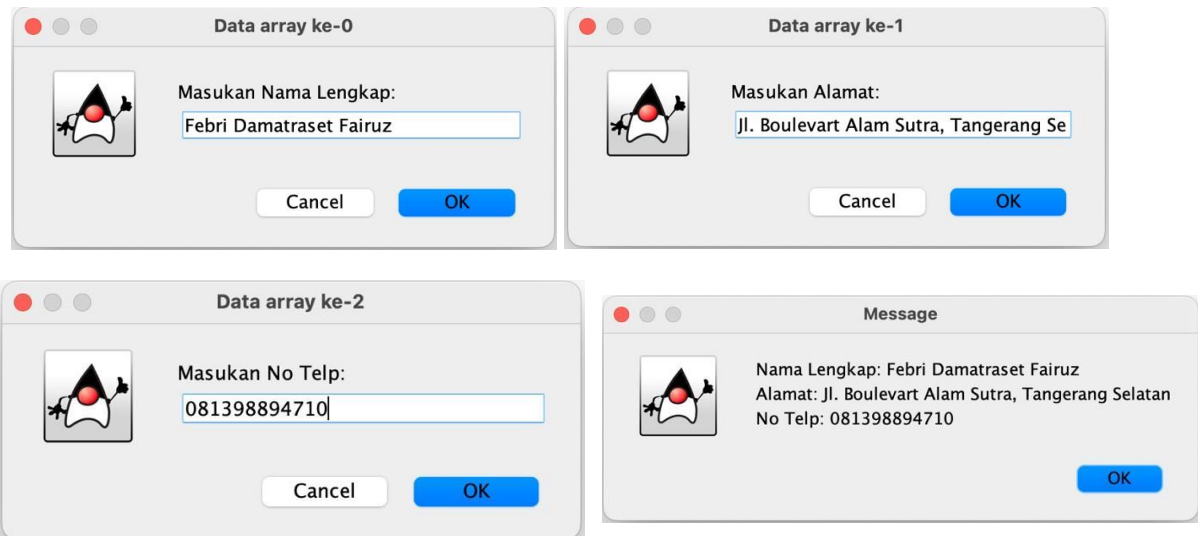 Data array ke-0
Masukan Nama Lengkap:
Febri Damatraset Fairuz
Cancel
OK
Data array ke-1
Masukan Alamat:
Jl. Boulevart Alam Sutra, Tangerang Se
Cancel
OK
Data array ke-2
Masukan No Telp:
081398894710
Cancel
OK
Message
Nama Lengkap: Febri Damatraset Fairuz
Alamat: Jl. Boulevart Alam Sutra, Tangerang Selatan
No Telp: 081398894710
OK